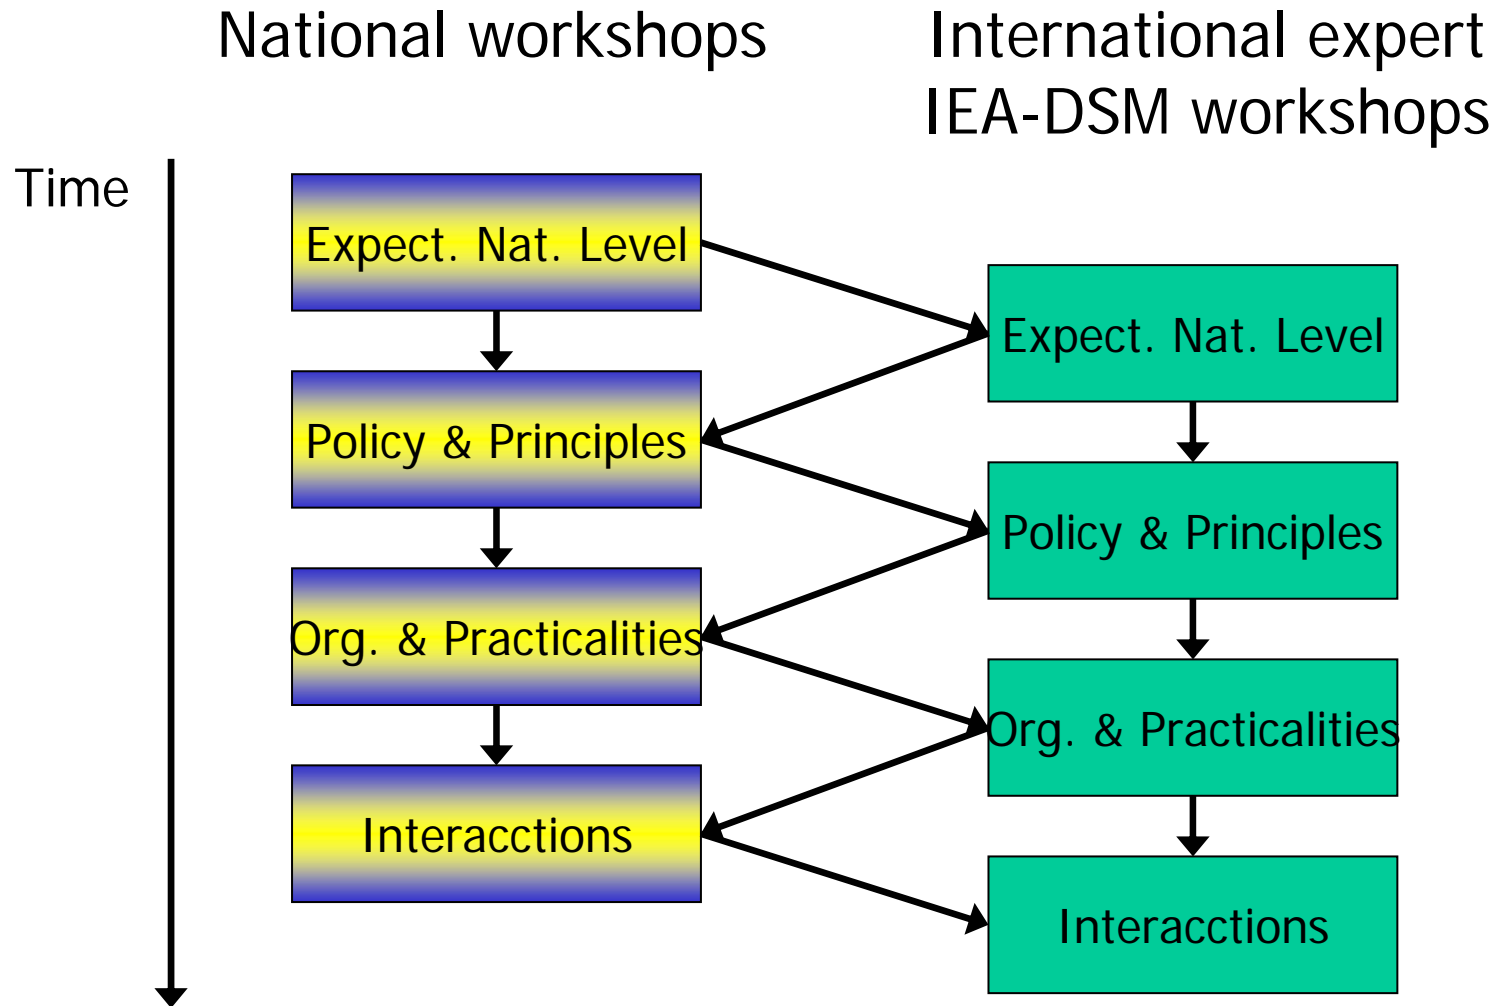 National workshops
International expert
IEA-DSM workshops
Time
Expect. Nat. Level
Expect. Nat. Level
Policy & Principles
Policy & Principles
Org. & Practicalities
Org. & Practicalities
Interacctions
Interacctions